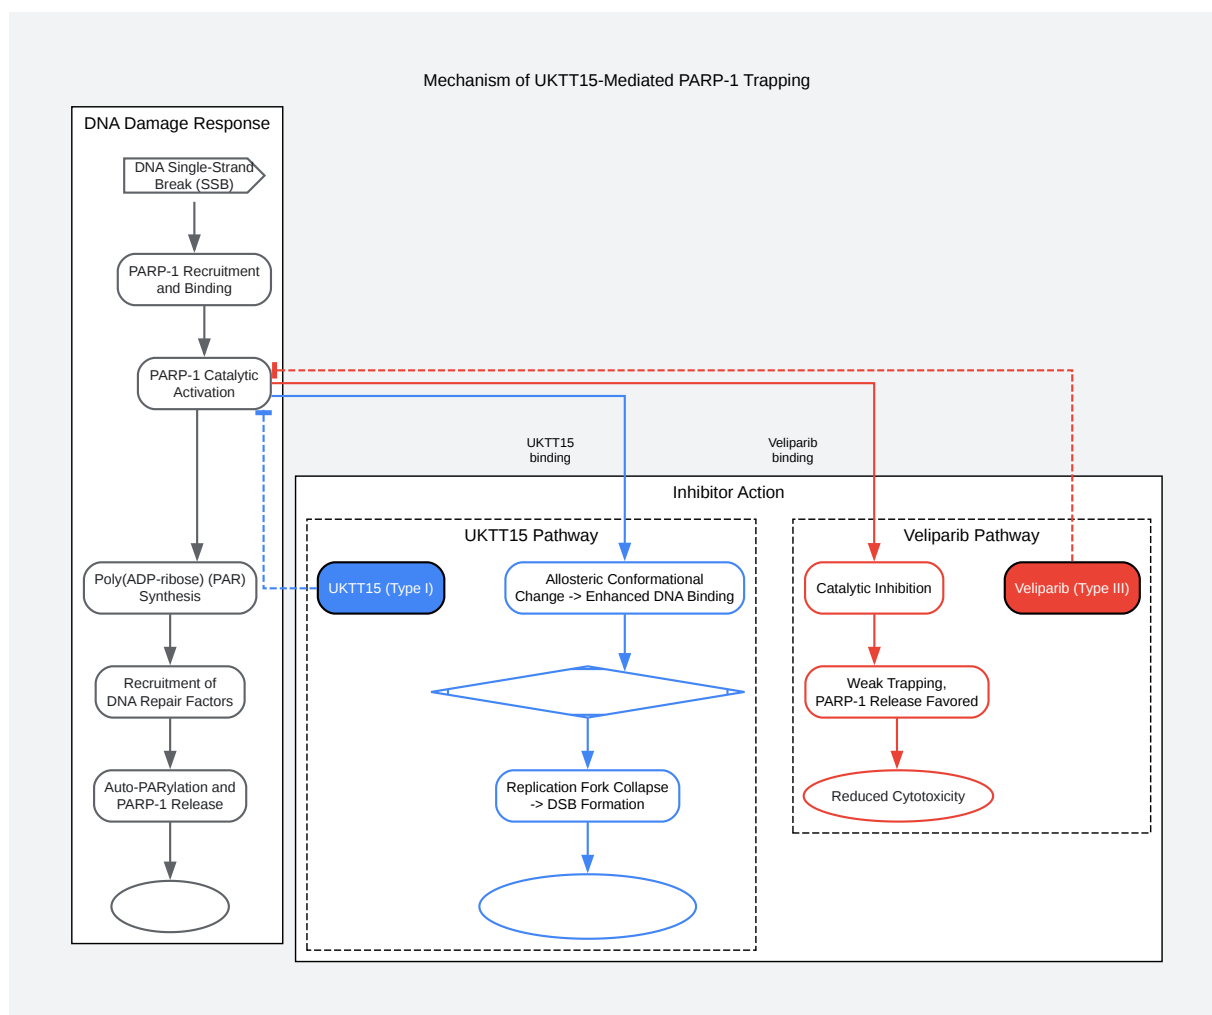 Mechanism of UKTT15-Mediated PARP-1 Trapping
DNA Damage Response
DNA Single-Strand
Break (SSB)
PARP-1 Recruitment
and Binding
PARP-1 Catalytic
Activation
UKTT15
binding
Veliparib
binding
Inhibitor Action
UKTT15 Pathway
Veliparib Pathway
Poly(ADP-ribose) (PAR)
Synthesis
UKTT15 (Type I)
Allosteric Conformational
Change -> Enhanced DNA Binding
Catalytic Inhibition
Veliparib (Type III)
Recruitment of
DNA Repair Factors
Weak Trapping,
PARP-1 Release Favored
Auto-PARylation and
PARP-1 Release
Replication Fork Collapse
-> DSB Formation
Reduced Cytotoxicity